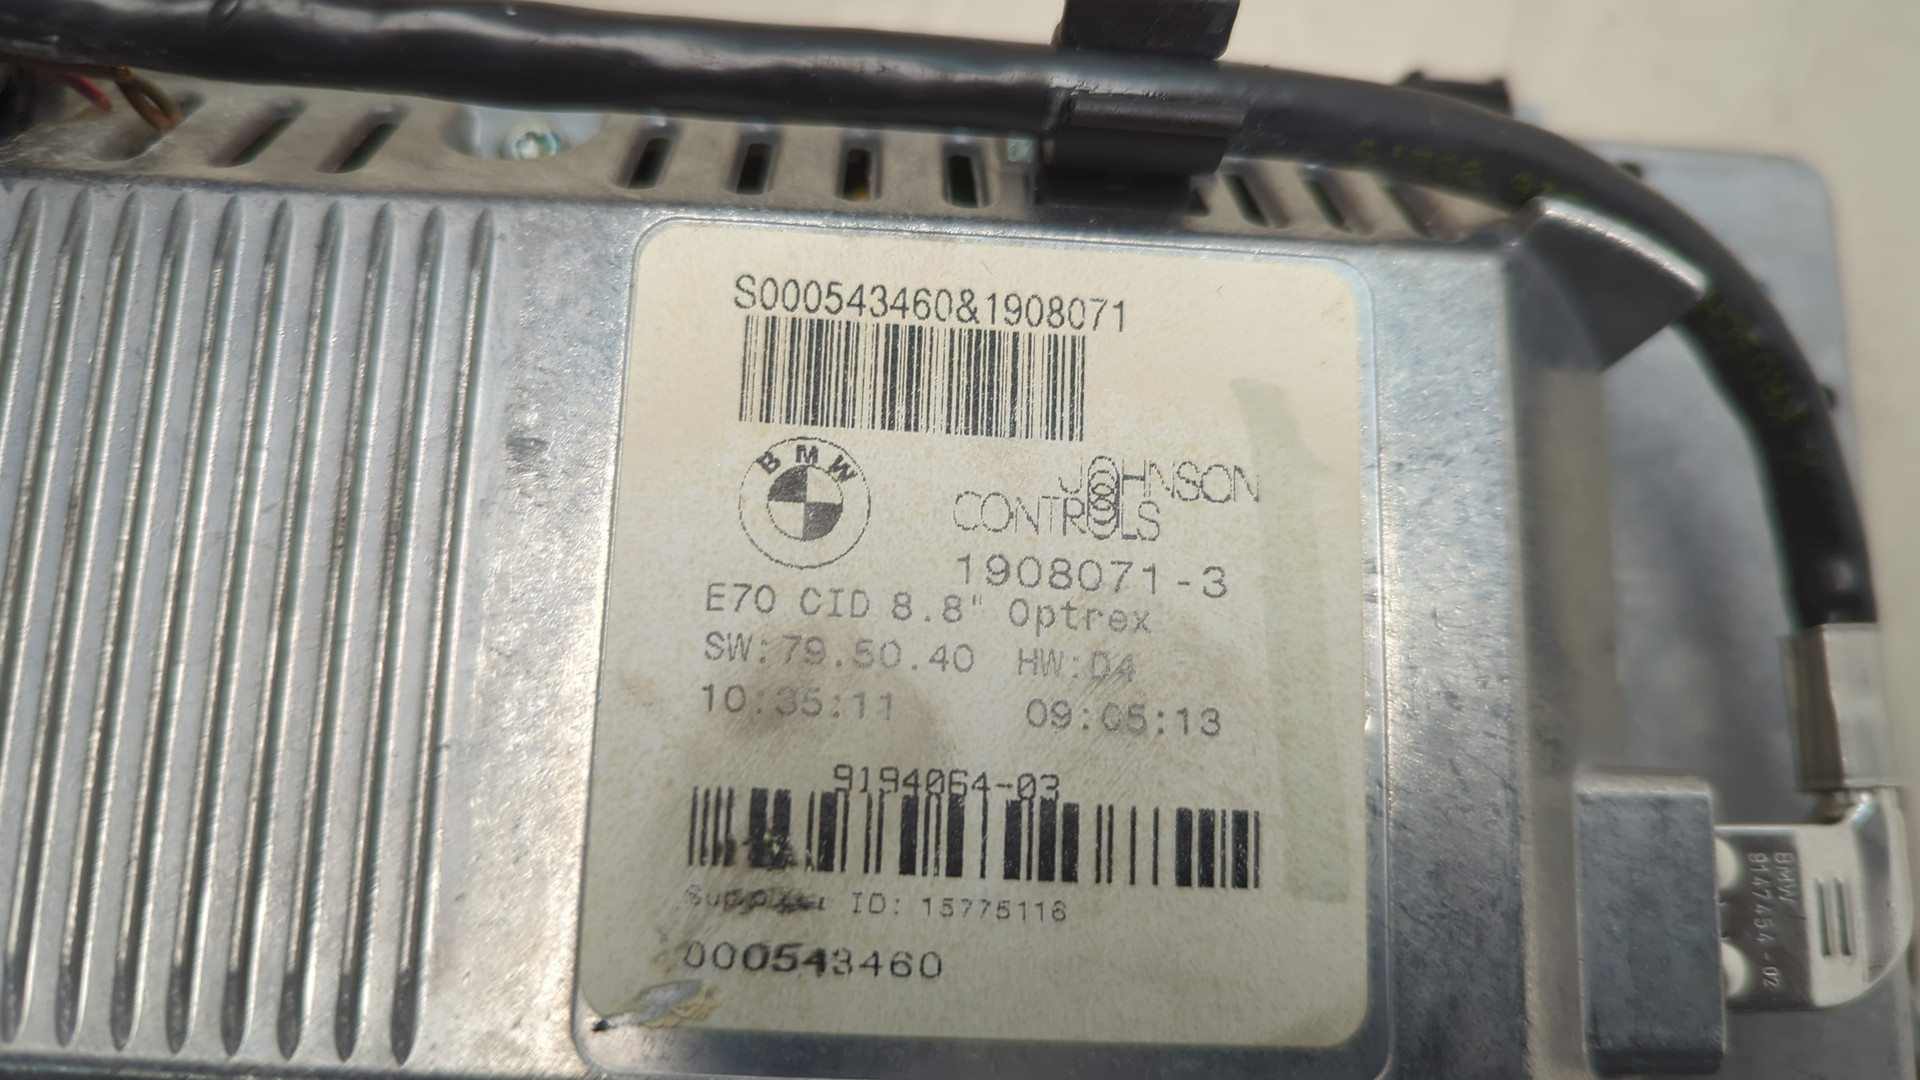 S000543460&1908071
BMW
JOHNSON
CONTROLS
1908071-3
E70 CID 8.8" Optrex
SW:79.50.40 HW:D4
10:35:11 09:05:13
9194064-03
Supplier ID: 15775116
000543460
BMW
9147454-02